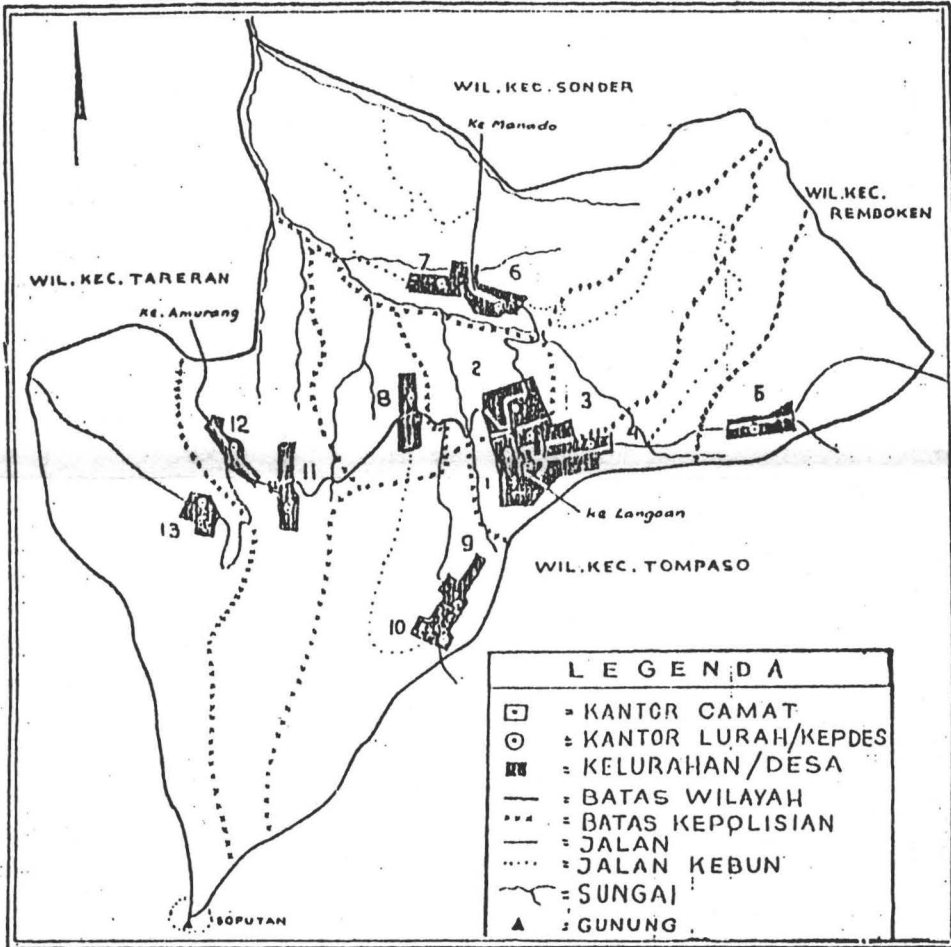 WIL. KEC. SONDER
Ke Manado
WIL. KEC. REMBOKEN
WIL. KEC. TARERAN
Ke. Amurang
7
6
2
8
3
5
12
4
11
1
13
ke Langoan
9
WIL. KEC. TOMPASO
10
LEGENDA
= KANTOR CAMAT
= KANTOR LURAH/KEPDES
= KELURAHAN/DESA
= BATAS WILAYAH
= BATAS KEPOLISIAN
= JALAN
= JALAN KEBUN
= SUNGAI
= GUNUNG
SOPUTAN